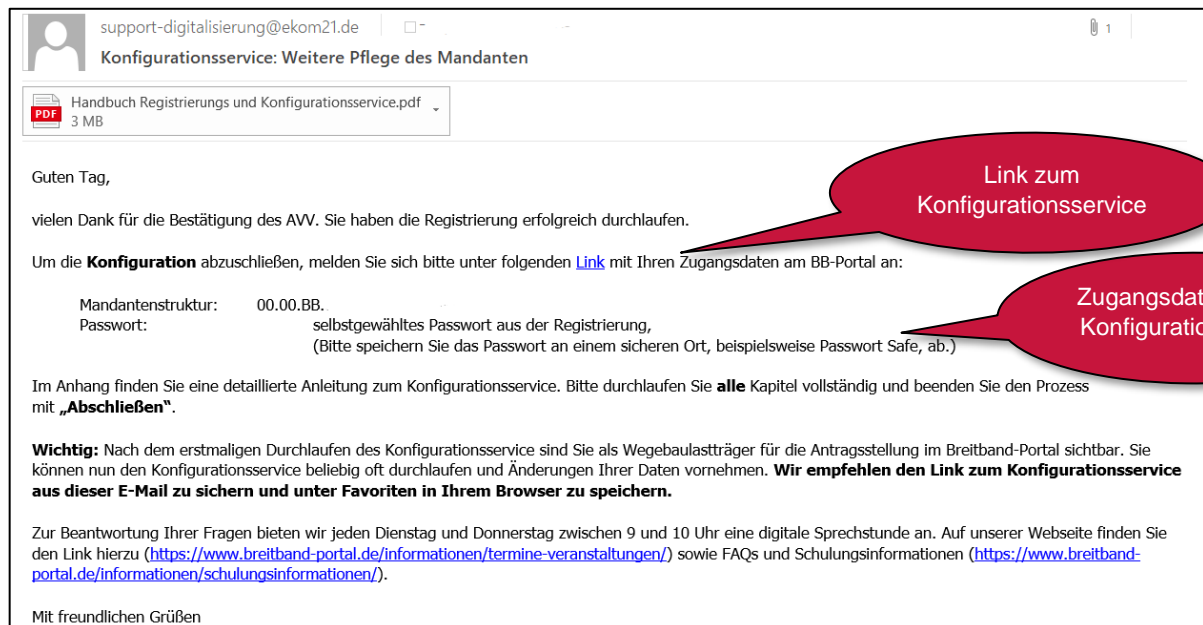 support-digitalisierung@ekom21.de
1
Konfigurationsservice: Weitere Pflege des Mandanten
PDF
Handbuch Registrierungs und Konfigurationsservice.pdf
3 MB
Guten Tag,
Link zum
Konfigurationsservice
vielen Dank für die Bestätigung des AVV. Sie haben die Registrierung erfolgreich durchlaufen.
Um die Konfiguration abzuschließen, melden Sie sich bitte unter folgenden Link mit Ihren Zugangsdaten am BB-Portal an:
Mandantenstruktur: 00.00.BB.
Passwort: selbstgewähltes Passwort aus der Registrierung,
(Bitte speichern Sie das Passwort an einem sicheren Ort, beispielsweise Passwort Safe, ab.)
Zugangsdat
Konfiguratio
Im Anhang finden Sie eine detaillierte Anleitung zum Konfigurationsservice. Bitte durchlaufen Sie alle Kapitel vollständig und beenden Sie den Prozess
mit „Abschließen“.
Wichtig: Nach dem erstmaligen Durchlaufen des Konfigurationsservice sind Sie als Wegebaulastträger für die Antragsstellung im Breitband-Portal sichtbar. Sie
können nun den Konfigurationsservice beliebig oft durchlaufen und Änderungen Ihrer Daten vornehmen. Wir empfehlen den Link zum Konfigurationsservice
aus dieser E-Mail zu sichern und unter Favoriten in Ihrem Browser zu speichern.
Zur Beantwortung Ihrer Fragen bieten wir jeden Dienstag und Donnerstag zwischen 9 und 10 Uhr eine digitale Sprechstunde an. Auf unserer Webseite finden Sie
den Link hierzu (https://www.breitband-portal.de/informationen/termine-veranstaltungen/) sowie FAQs und Schulungsinformationen (https://www.breitband-
portal.de/informationen/schulungsinformationen/).
Mit freundlichen Grüßen